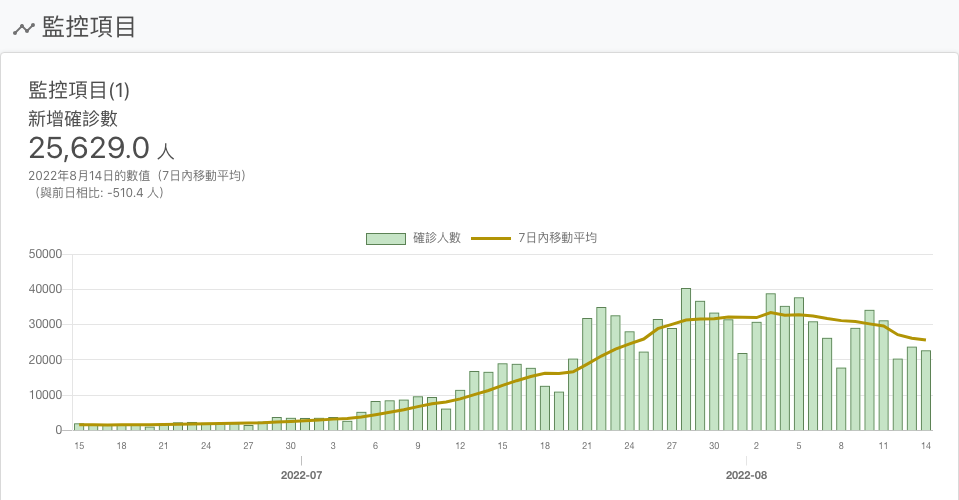 監控項目
監控項目(1)
新增確診數
25,629.0 人
2022年8月14日的數值（7日內移動平均）
（與前日相比: -510.4 人）
確診人數 7日內移動平均
50000
40000
30000
20000
10000
0
15 18 21 24 27 30 3 6 9 12 15 18 21 24 27 30 2 5 8 11 14
2022-07 2022-08